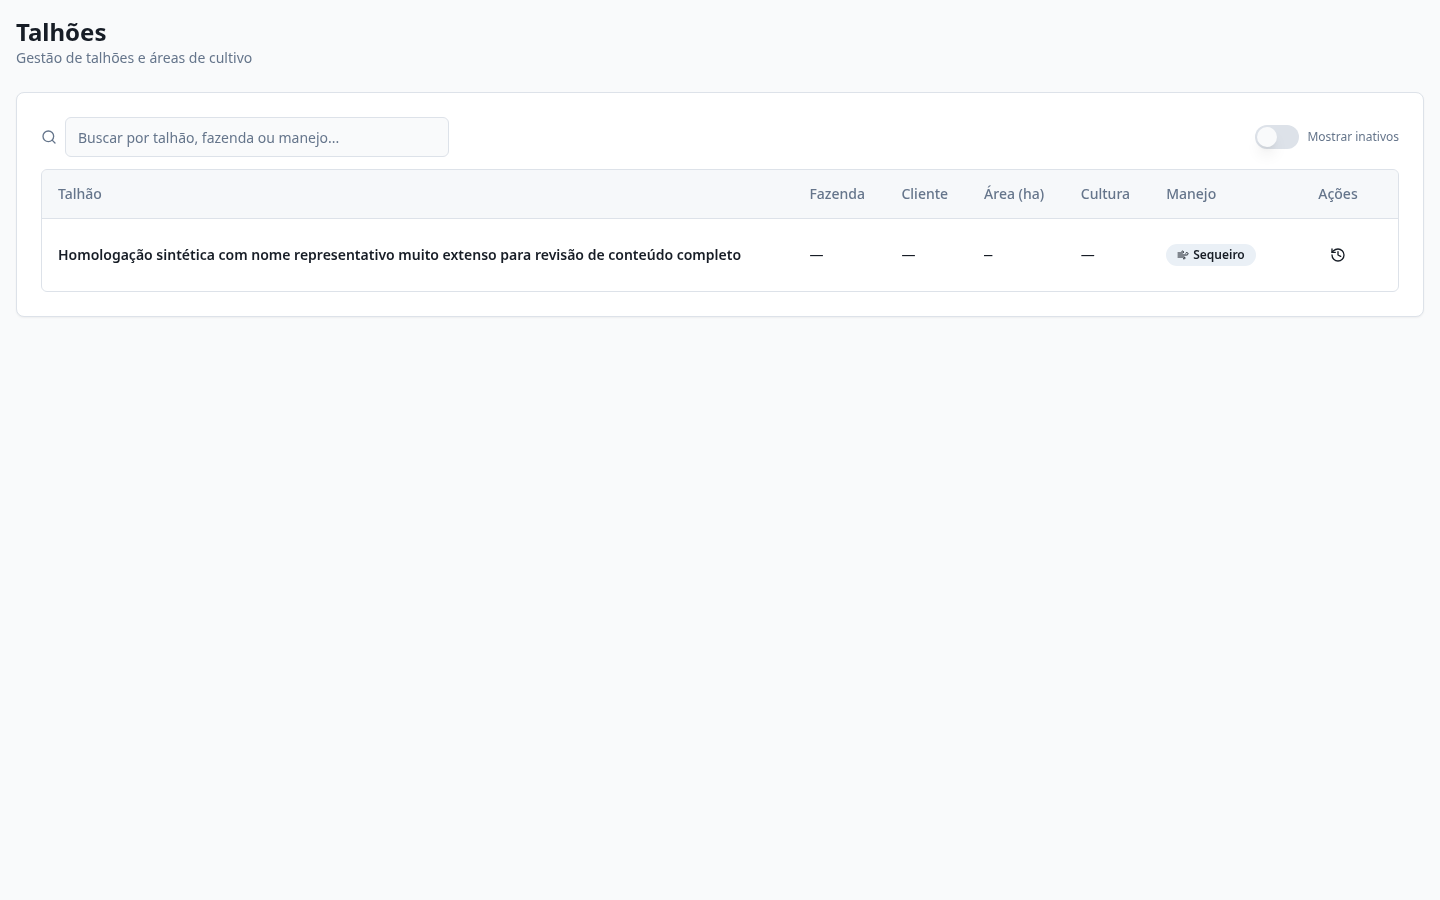 Talhões
Gestão de talhões e áreas de cultivo
Buscar por talhão, fazenda ou manejo...
Mostrar inativos
Talhão Fazenda Cliente Área (ha) Cultura Manejo Ações
Homologação sintética com nome representativo muito extenso para revisão de conteúdo completo — — – — Sequeiro